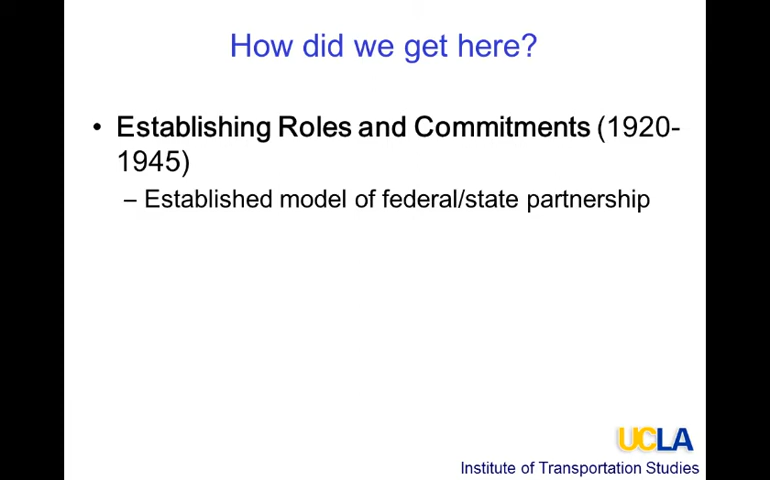 How did we get here?
• Establishing Roles and Commitments (1920-
1945)
– Established model of federal/state partnership
UCLA
Institute of Transportation Studies